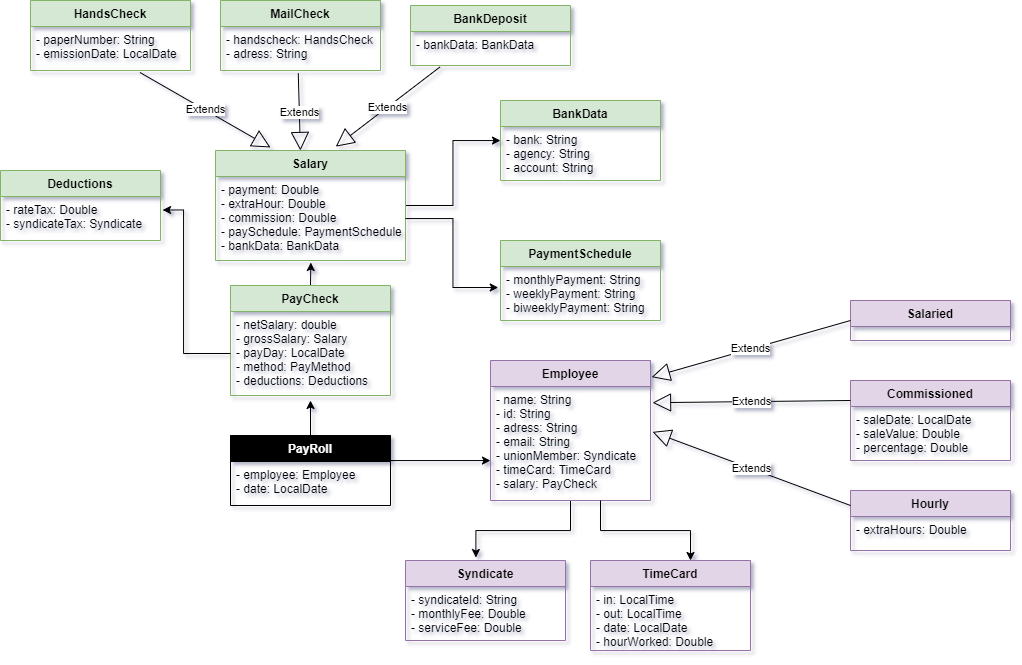 HandsCheck
- paperNumber: String
- emissionDate: LocalDate
MailCheck
- handscheck: HandsCheck
- adress: String
BankDeposit
- bankData: BankData
Extends
Extends
Extends
BankData
- bank: String
- agency: String
- account: String
Salary
- payment: Double
- extraHour: Double
- commission: Double
- paySchedule: PaymentSchedule
- bankData: BankData
Deductions
- rateTax: Double
- syndicateTax: Syndicate
PaymentSchedule
- monthlyPayment: String
- weeklyPayment: String
- biweeklyPayment: String
PayCheck
- netSalary: double
- grossSalary: Salary
- payDay: LocalDate
- method: PayMethod
- deductions: Deductions
Salaried
Extends
Employee
- name: String
- id: String
- adress: String
- email: String
- unionMember: Syndicate
- timeCard: TimeCard
- salary: PayCheck
Extends
Commissioned
- saleDate: LocalDate
- saleValue: Double
- percentage: Double
PayRoll
- employee: Employee
- date: LocalDate
Extends
Hourly
- extraHours: Double
Syndicate
- syndicateId: String
- monthlyFee: Double
- serviceFee: Double
TimeCard
- in: LocalTime
- out: LocalTime
- date: LocalDate
- hourWorked: Double